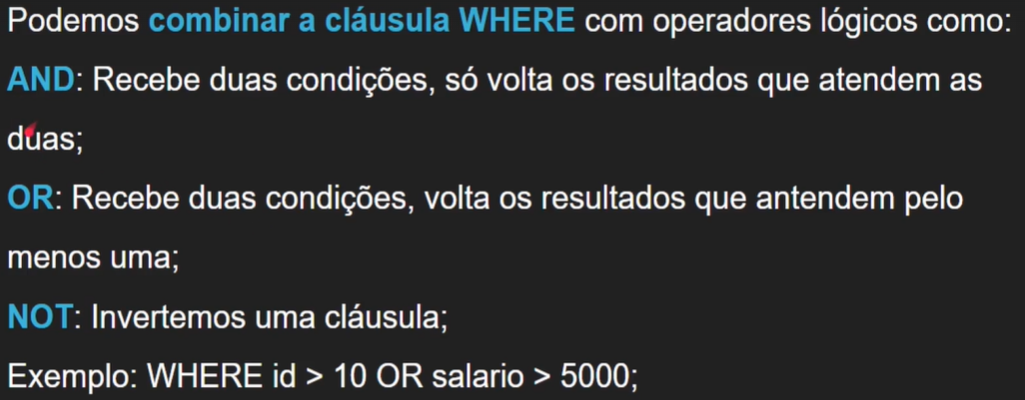 Podemos combinar a cláusula WHERE com operadores lógicos como:
AND: Recebe duas condições, só volta os resultados que atendem as
duas;
OR: Recebe duas condições, volta os resultados que antendem pelo
menos uma;
NOT: Invertemos uma cláusula;
Exemplo: WHERE id > 10 OR salario > 5000;